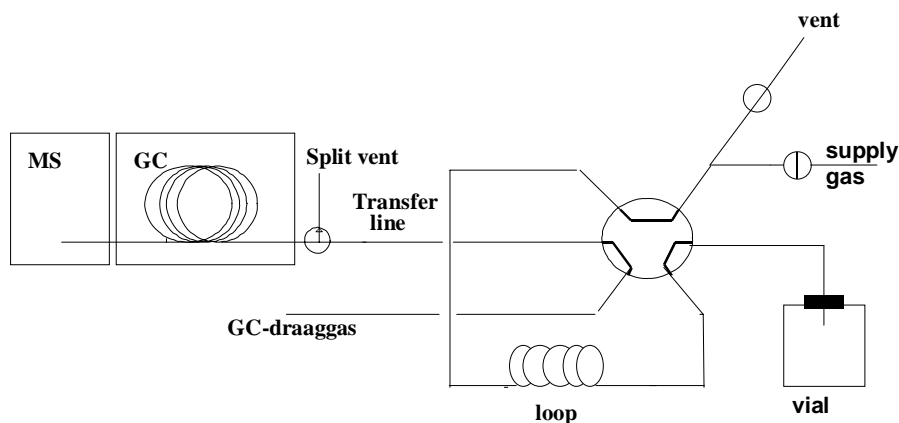 vent
MS
GC
Split vent
supply
gas
Transfer
line
GC-draaggas
loop
vial